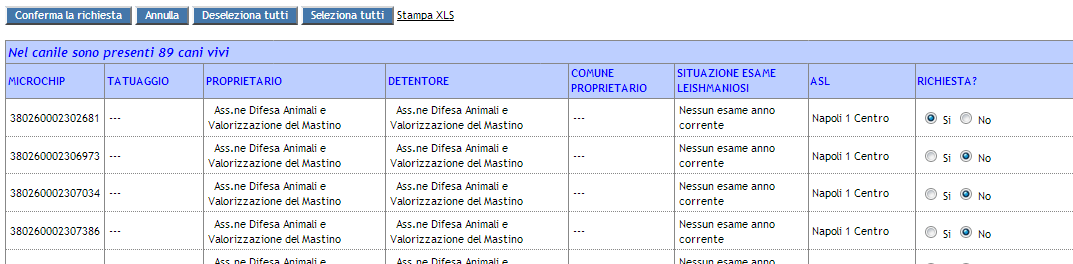 Conferma la richiesta Annulla Deseleziona tutti Seleziona tutti Stampa XLS
Nel canile sono presenti 89 cani vivi
MICROCHIP TATUAGGIO PROPRIETARIO DETENTORE COMUNE PROPRIETARIO SITUAZIONE ESAME LEISHMANIOSI ASL RICHIESTA?
380260002302681 --- Ass.ne Difesa Animali e Valorizzazione del Mastino Ass.ne Difesa Animali e Valorizzazione del Mastino --- Nessun esame anno corrente Napoli 1 Centro Si No
380260002306973 --- Ass.ne Difesa Animali e Valorizzazione del Mastino Ass.ne Difesa Animali e Valorizzazione del Mastino --- Nessun esame anno corrente Napoli 1 Centro Si No
380260002307034 --- Ass.ne Difesa Animali e Valorizzazione del Mastino Ass.ne Difesa Animali e Valorizzazione del Mastino --- Nessun esame anno corrente Napoli 1 Centro Si No
380260002307386 --- Ass.ne Difesa Animali e Valorizzazione del Mastino Ass.ne Difesa Animali e Valorizzazione del Mastino --- Nessun esame anno corrente Napoli 1 Centro Si No
Ass.ne Difesa Animali e Ass.ne Difesa Animali e Nessun esame anno